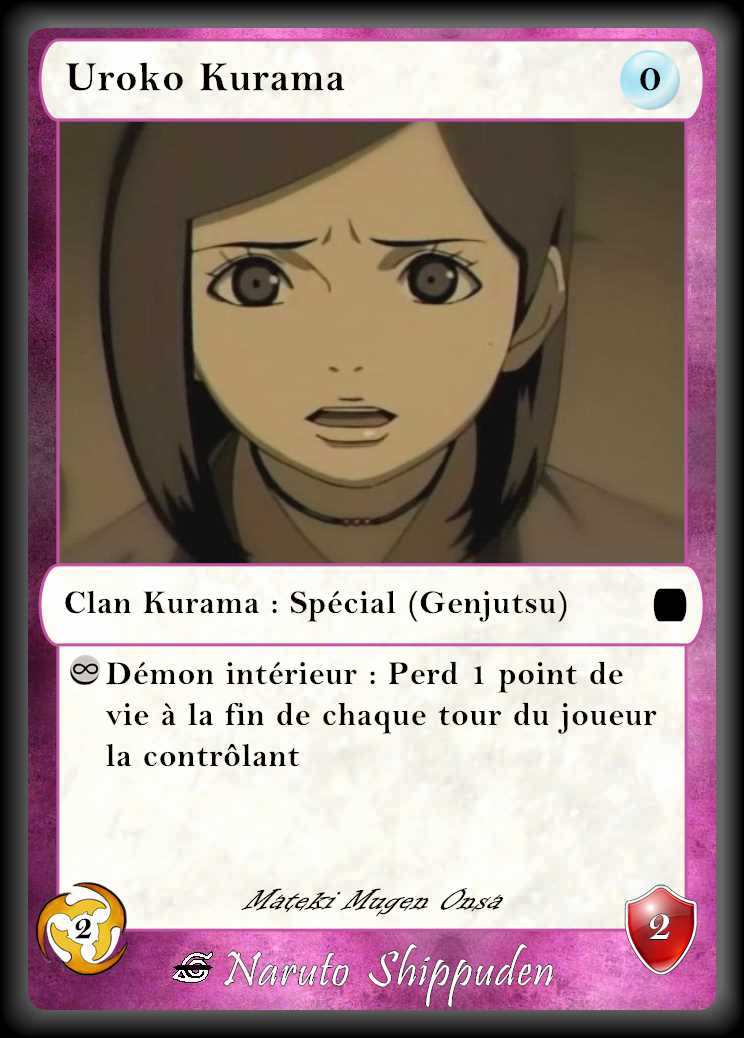 Uroko Kurama
0
Clan Kurama : Spécial (Genjutsu)
Démon intérieur : Perd 1 point de
vie à la fin de chaque tour du joueur
la contrôlant
Mateki Mugen Onsa
2
2
Naruto Shippuden